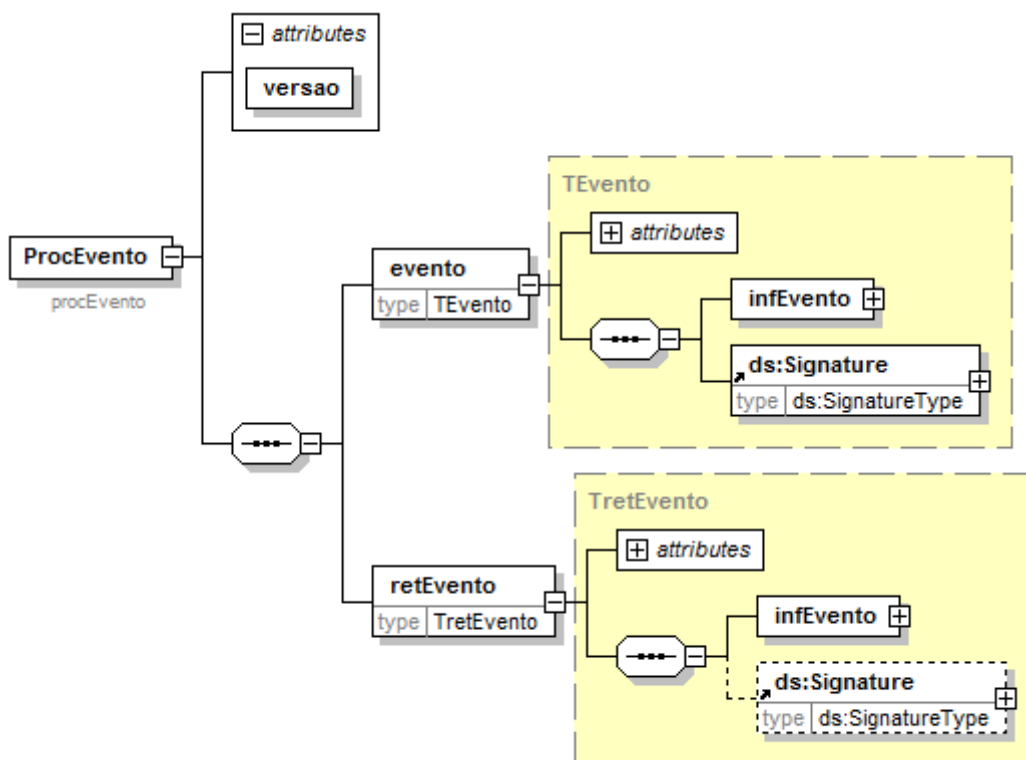 attributes
versao
ProcEvento
procEvento
evento
type TEvento
TEvento
attributes
infEvento
ds:Signature
type ds:SignatureType
retEvento
type TretEvento
TretEvento
attributes
infEvento
ds:Signature
type ds:SignatureType